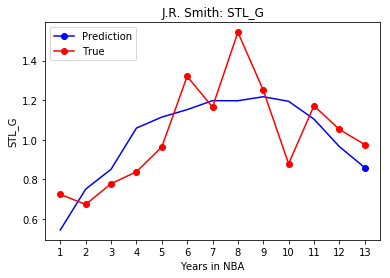 J.R. Smith: STL_G
Prediction
True
STL_G
1.4
1.2
1.0
0.8
0.6
1 2 3 4 5 6 7 8 9 10 11 12 13
Years in NBA